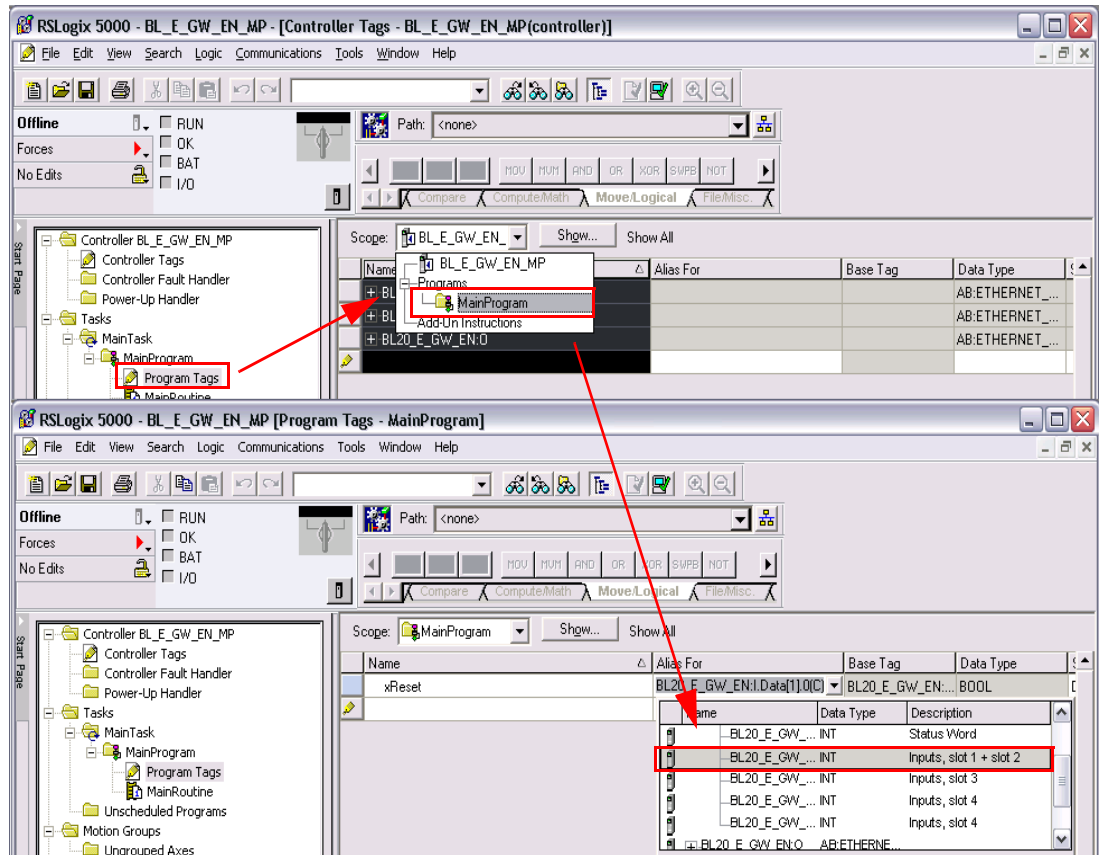 RSLogix 5000 - BL_E_GW_EN_MP - [Controller Tags - BL_E_GW_EN_MP(controller)]
File Edit View Search Logic Communications Tools Window Help
Offline
RUN
Path: <none>
Forces
OK
BAT
No Edits
I/O
MOV MVM AND OR XOR SWPB NOT
Compare Compute/Math Move/Logical File/Misc.
Start Page
Controller BL_E_GW_EN_MP
Controller Tags
Controller Fault Handler
Power-Up Handler
Tasks
MainTask
MainProgram
Program Tags
MainRoutine
Scope: BL_E_GW_EN_ Show... Show All
Name Alias For Base Tag Data Type
BL_E_GW_EN_MP
Programs
MainProgram
Add-On Instructions
BL AB:ETHERNET_...
BL AB:ETHERNET_...
BL20_E_GW_EN:O AB:ETHERNET_...
RSLogix 5000 - BL_E_GW_EN_MP [Program Tags - MainProgram]
File Edit View Search Logic Communications Tools Window Help
Offline
RUN
Path: <none>
Forces
OK
BAT
No Edits
I/O
MOV MVM AND OR XOR SWPB NOT
Compare Compute/Math Move/Logical File/Misc.
Start Page
Controller BL_E_GW_EN_MP
Controller Tags
Controller Fault Handler
Power-Up Handler
Tasks
MainTask
MainProgram
Program Tags
MainRoutine
Unscheduled Programs
Motion Groups
Ungrouped Axes
Scope: MainProgram Show... Show All
Name Alias For Base Tag Data Type
xReset BL20_E_GW_EN:I.Data[1].0(C) BL20_E_GW_EN:... BOOL
Name Data Type Description
BL20_E_GW_... INT Status Word
BL20_E_GW_... INT Inputs, slot 1 + slot 2
BL20_E_GW_... INT Inputs, slot 3
BL20_E_GW_... INT Inputs, slot 4
BL20_E_GW_... INT Inputs, slot 4
BL20_E_GW_EN:O AB:ETHERNE...